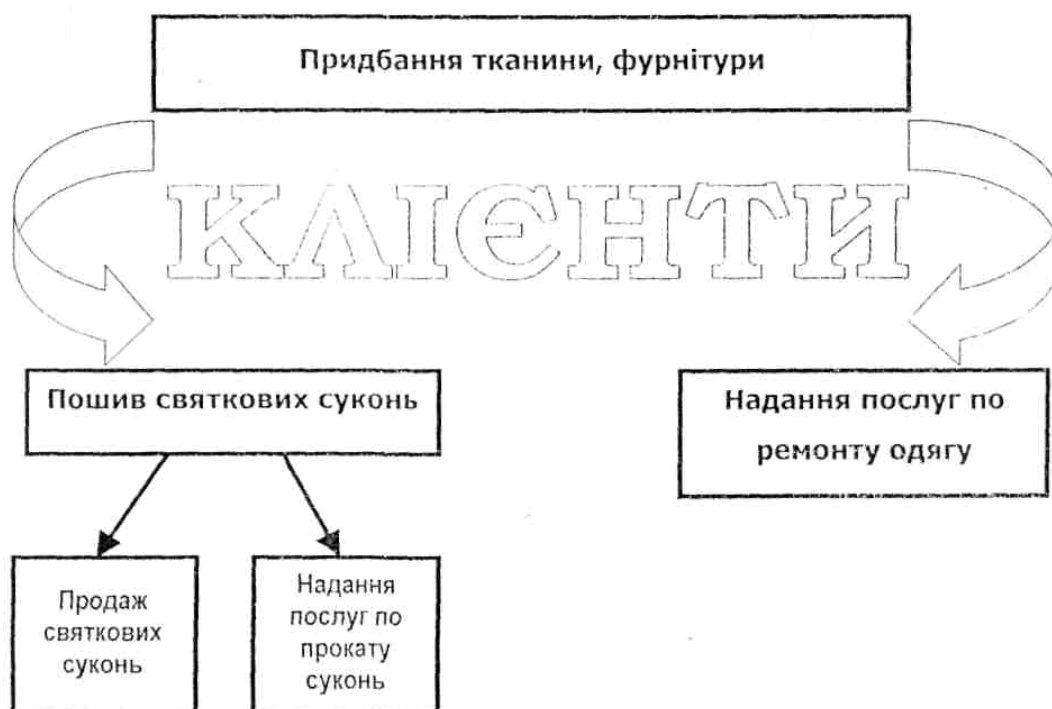 Придбання тканини, фурнітури
КЛІЄНТИ
Пошив святкових суконь
Надання послуг по
ремонту одягу
Продаж
святкових
суконь
Надання
послуг по
прокату
суконь